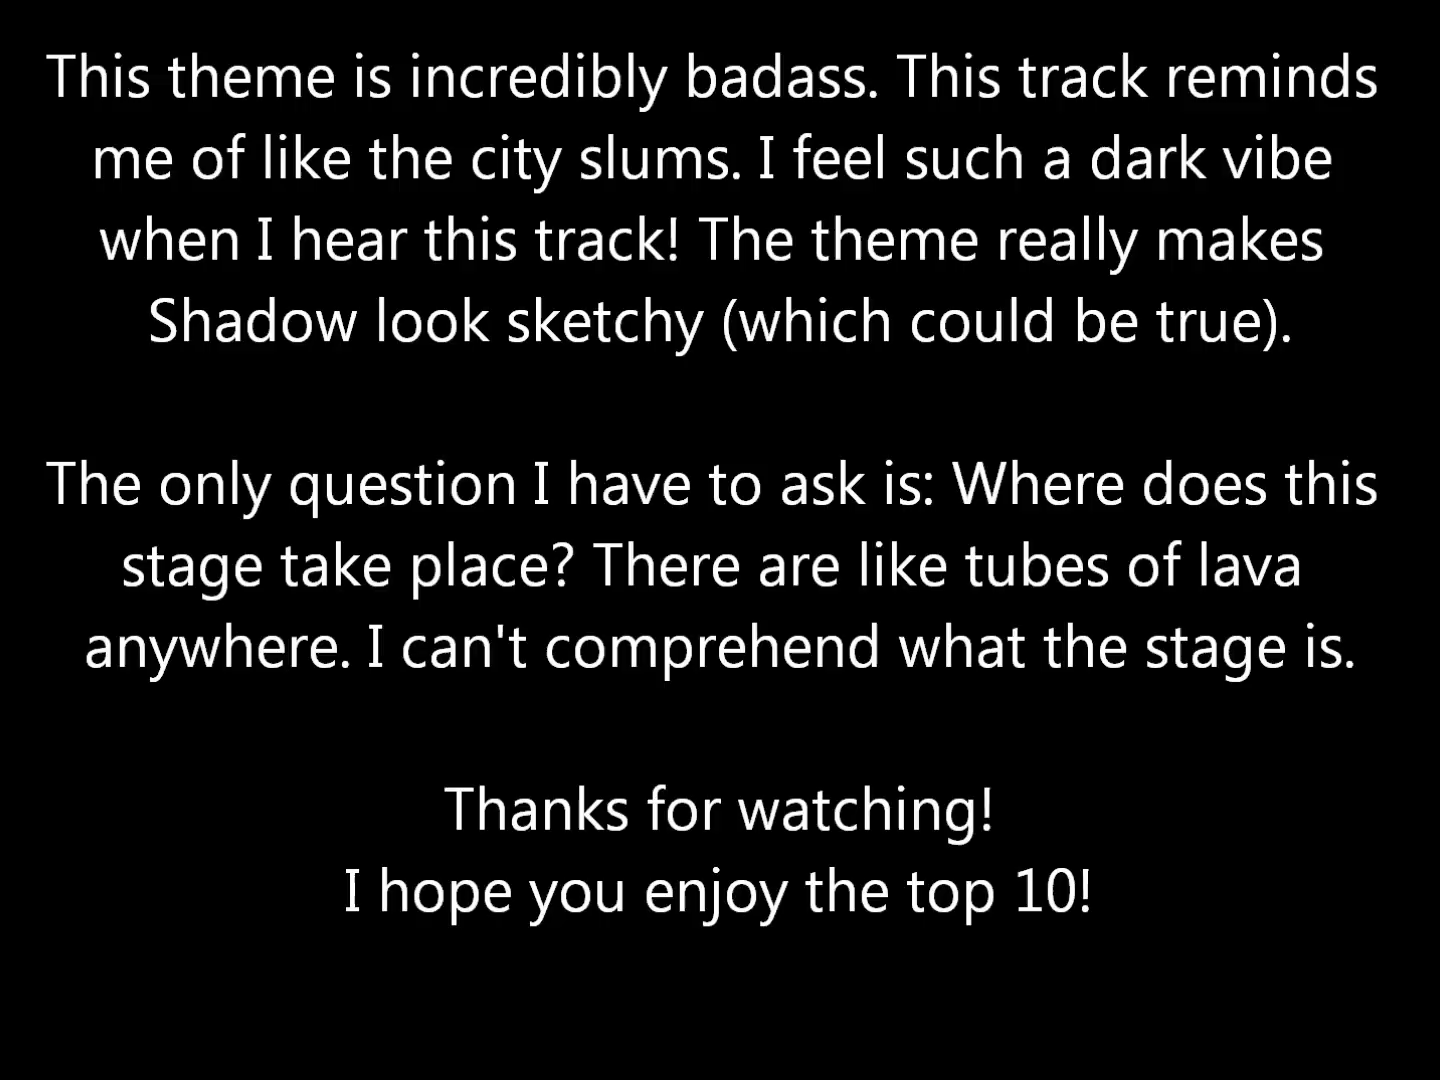 This theme is incredibly badass. This track reminds
me of like the city slums. I feel such a dark vibe
when I hear this track! The theme really makes
Shadow look sketchy (which could be true).
The only question I have to ask is: Where does this
stage take place? There are like tubes of lava
anywhere. I can't comprehend what the stage is.
Thanks for watching!
I hope you enjoy the top 10!